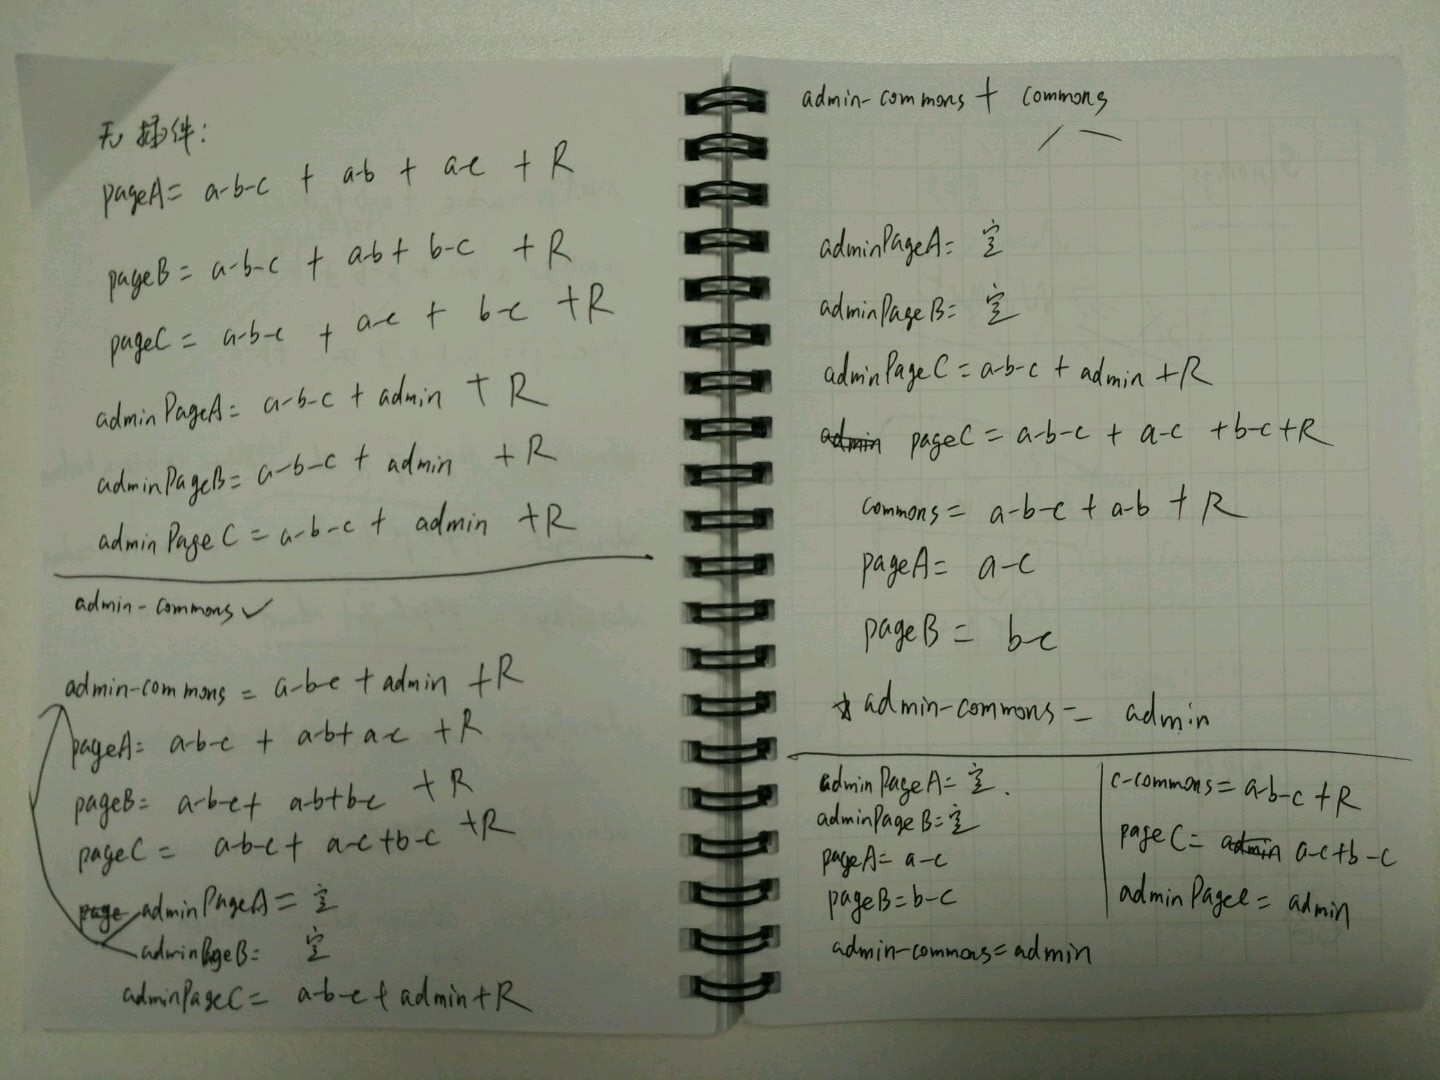 无插件:
pageA= a-b-c + a-b + a-c + R
pageB = a-b-c + a-b + b-c + R
pageC = a-b-c + a-c + b-c + R
adminPageA= a-b-c + admin + R
adminPageB= a-b-c + admin + R
adminPageC = a-b-c + admin + R
admin-commons ✓
admin-commons = a-b-c + admin + R
pageA= a-b-c + a-b + a-c + R
pageB= a-b-c + a-b + b-c + R
pageC = a-b-c + a-c + b-c + R
page adminPageA = 空
adminPageB= 空
adminPageC = a-b-c + admin + R
admin-commons + commons
adminPageA= 空
adminPageB= 空
adminPageC = a-b-c + admin + R
admin pageC = a-b-c + a-c + b-c + R
commons = a-b-c + a-b + R
pageA= a-c
pageB = b-c
* admin-commons = admin
adminPageA= 空.
adminPageB=空
pageA= a-c
pageB=b-c
admin-commons=admin
c-commons= a-b-c + R
pageC= admin a-c+b-c
adminPageC= admin